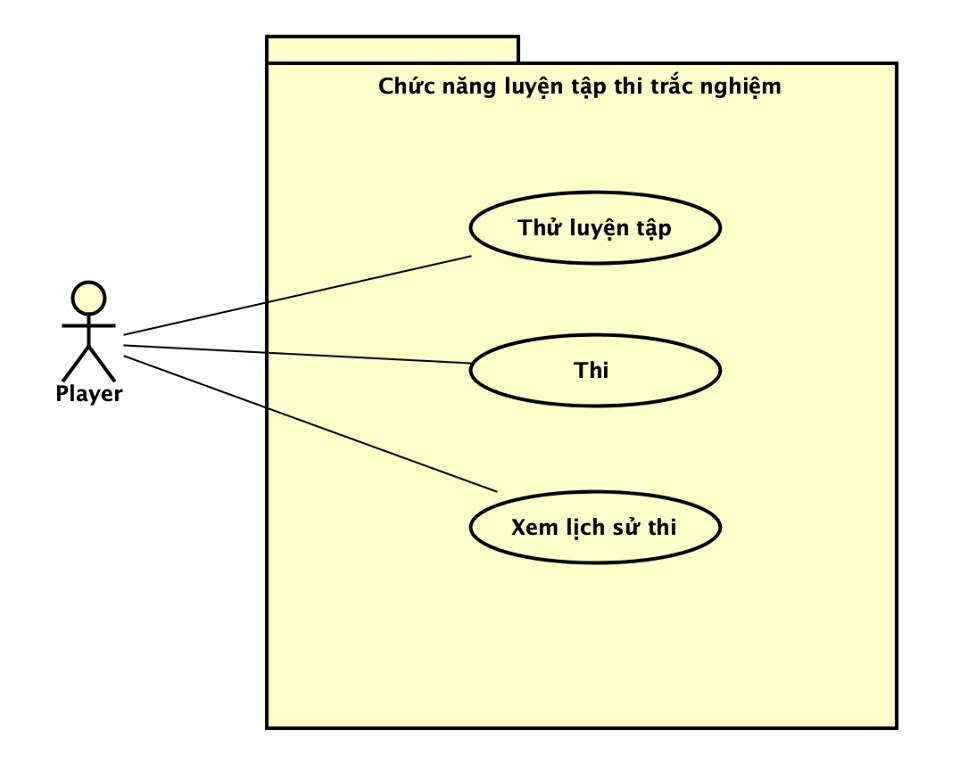 Chức năng luyện tập thi trắc nghiệm
Thử luyện tập
Thi
Player
Xem lịch sử thi